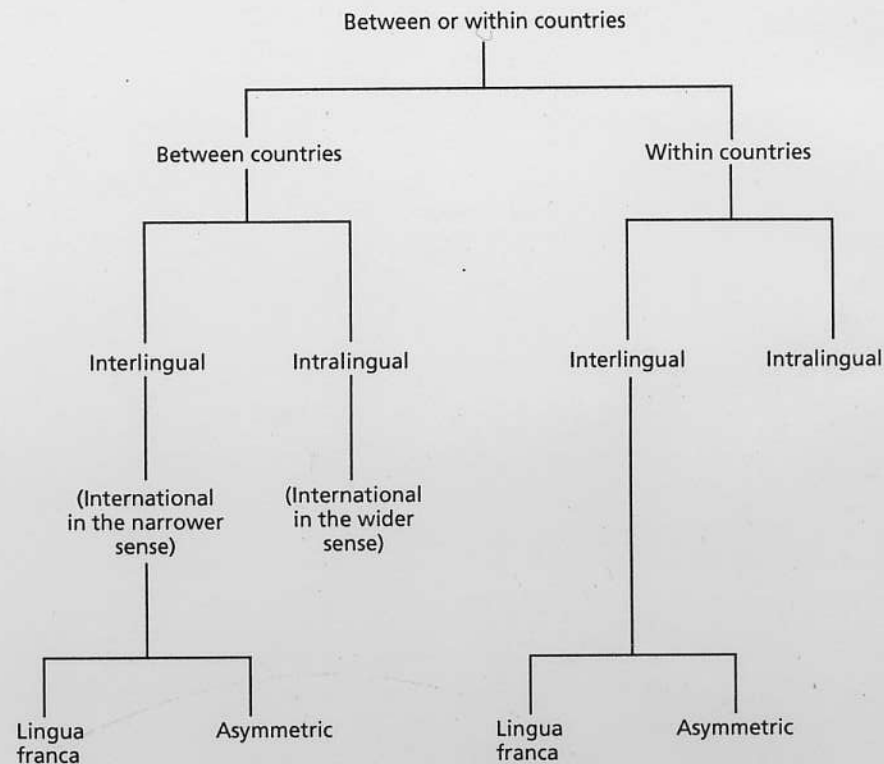 Between or within countries
Between countries
Within countries
Interlingual
Intralingual
Interlingual
Intralingual
(International
in the narrower
sense)
(International
in the wider
sense)
Lingua
franca
Asymmetric
Lingua
franca
Asymmetric